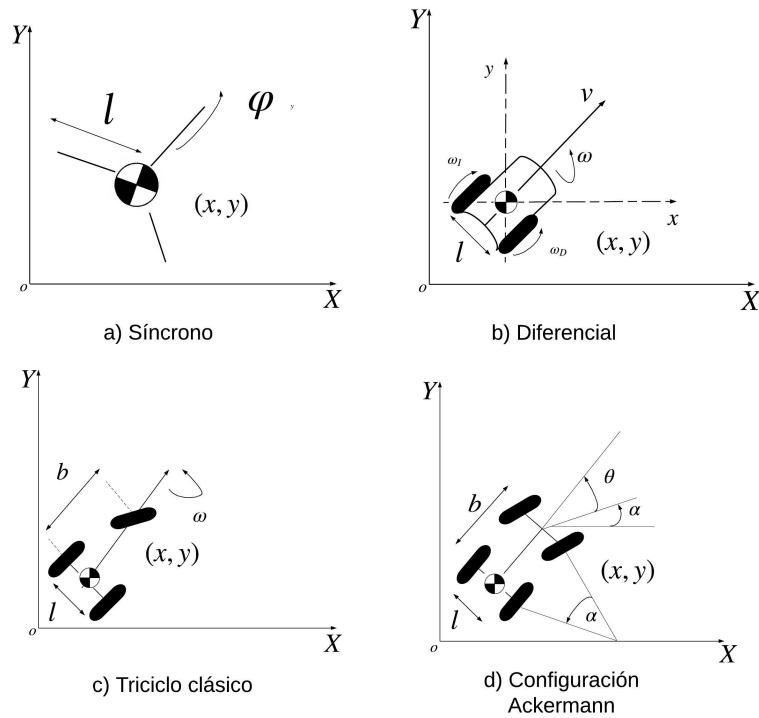 Y
l
φ
y
(x, y)
o
X
a) Síncrono
Y
y
v
ω_I
ω
x
l
ω_D
(x, y)
o
X
b) Diferencial
Y
b
ω
(x, y)
l
o
X
c) Triciclo clásico
Y
b
θ
α
(x, y)
l
α
o
X
d) Configuración
Ackermann